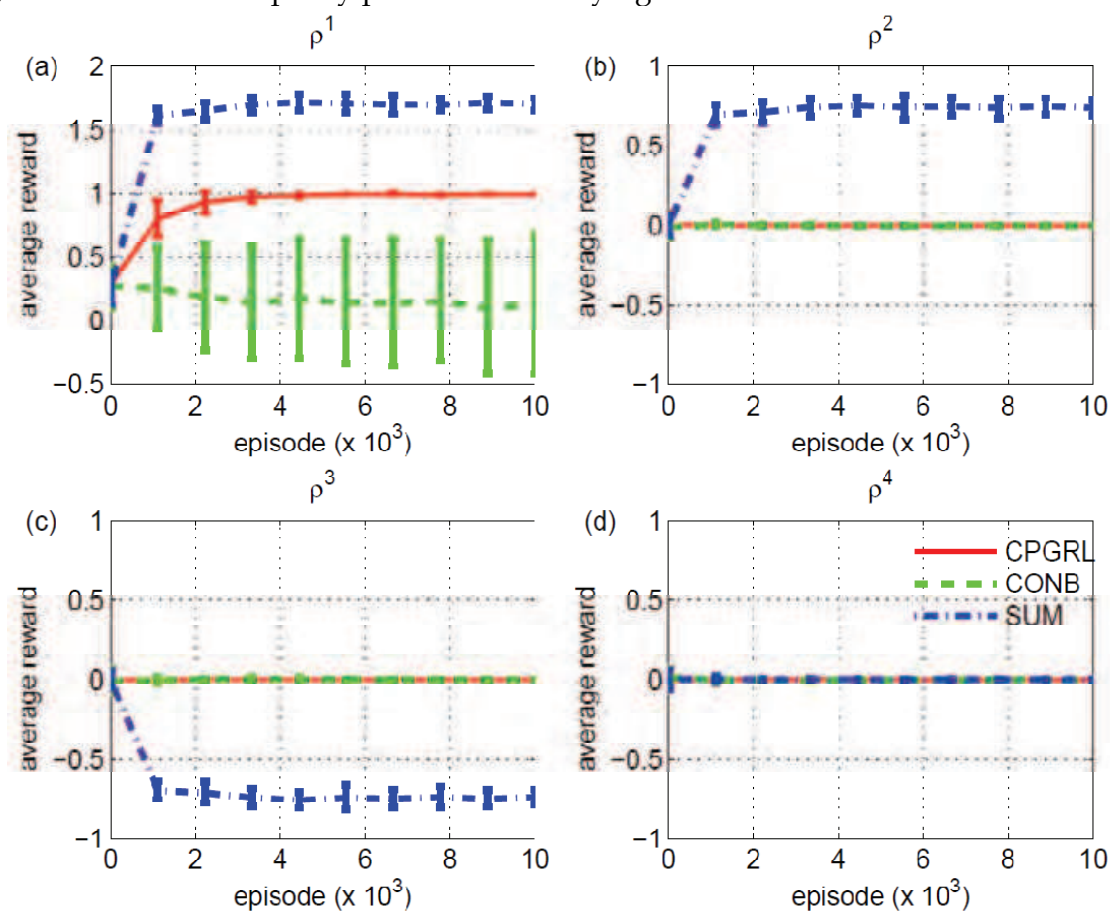 ρ¹
(a)
2
1.5
1
0.5
0
−0.5
average reward
0 2 4 6 8 10
episode (x 10³)
ρ²
(b)
1
0.5
0
−0.5
−1
average reward
0 2 4 6 8 10
episode (x 10³)
ρ³
(c)
1
0.5
0
−0.5
−1
average reward
0 2 4 6 8 10
episode (x 10³)
ρ⁴
(d)
1
0.5
0
−0.5
−1
average reward
CPGRL
CONB
SUM
0 2 4 6 8 10
episode (x 10³)